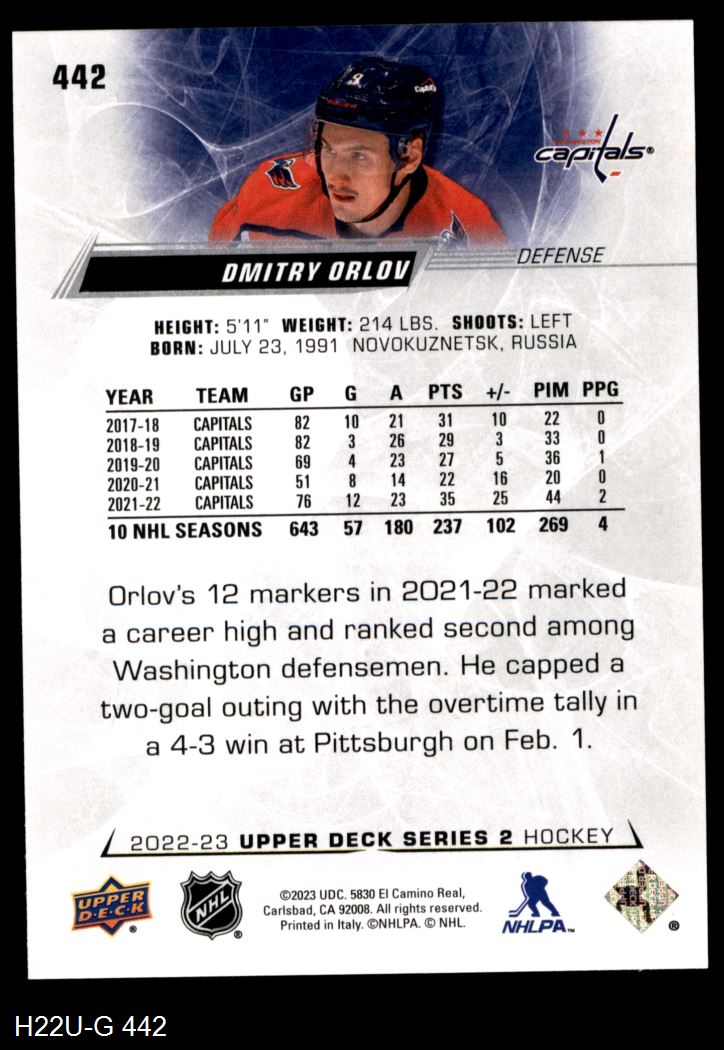 442
9
Capitals
WASHINGTON
capitals®
DEFENSE
DMITRY ORLOV
HEIGHT: 5'11" WEIGHT: 214 LBS. SHOOTS: LEFT
BORN: JULY 23, 1991 NOVOKUZNETSK, RUSSIA
YEAR TEAM GP G A PTS +/- PIM PPG
2017-18 CAPITALS 82 10 21 31 10 22 0
2018-19 CAPITALS 82 3 26 29 3 33 0
2019-20 CAPITALS 69 4 23 27 5 36 1
2020-21 CAPITALS 51 8 14 22 16 20 0
2021-22 CAPITALS 76 12 23 35 25 44 2
10 NHL SEASONS 643 57 180 237 102 269 4
Orlov's 12 markers in 2021-22 marked
a career high and ranked second among
Washington defensemen. He capped a
two-goal outing with the overtime tally in
a 4-3 win at Pittsburgh on Feb. 1.
2022-23 UPPER DECK SERIES 2 HOCKEY
UPPER
D·E·C·K
®
NHL
®
©2023 UDC. 5830 El Camino Real,
Carlsbad, CA 92008. All rights reserved.
Printed in Italy. ©NHLPA. © NHL.
NHLPA™
®
H22U-G 442